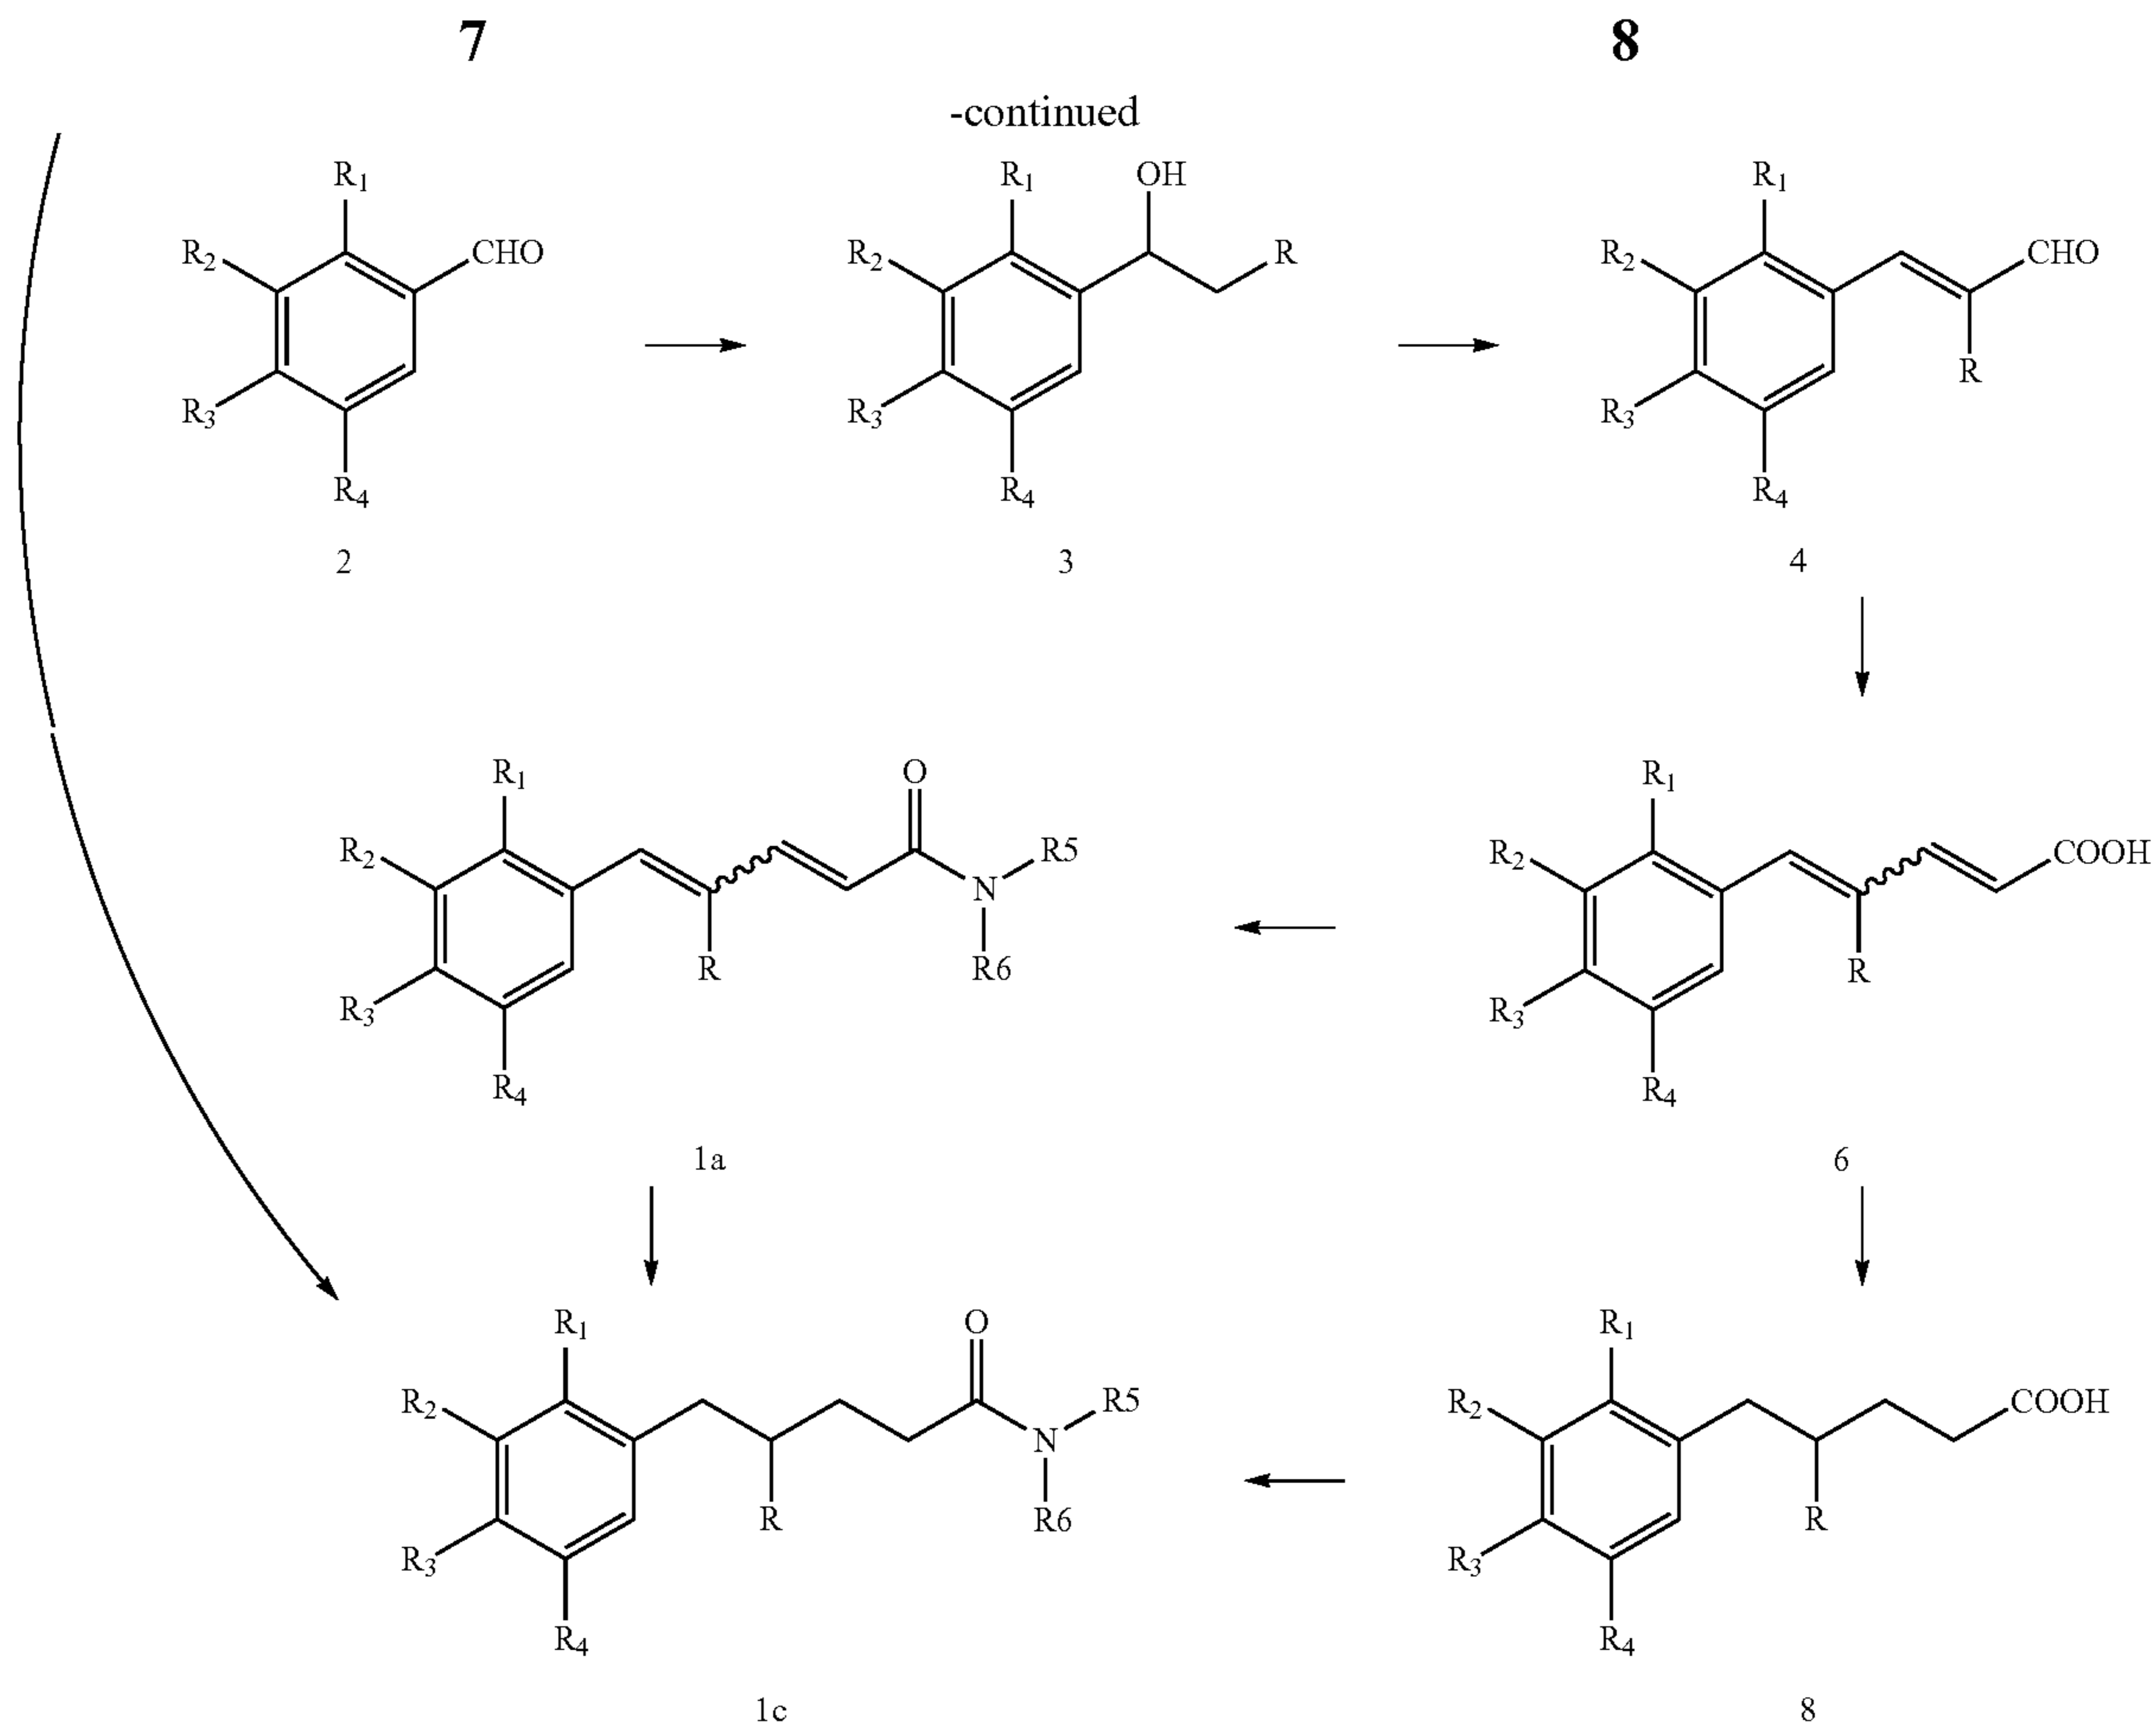 7 8
-continued
R1 R1 OH R1
R2 CHO R2 R R2 CHO
R
R3 R3 R3
R4 R4 R4
2 3 4
R1 O R1
R2 R5 R2 COOH
N
R R6 R
R3 R3
R4 R4
1a 6
R1 O R1
R2 R5 R2 COOH
N
R R6 R
R3 R3
R4 R4
1c 8